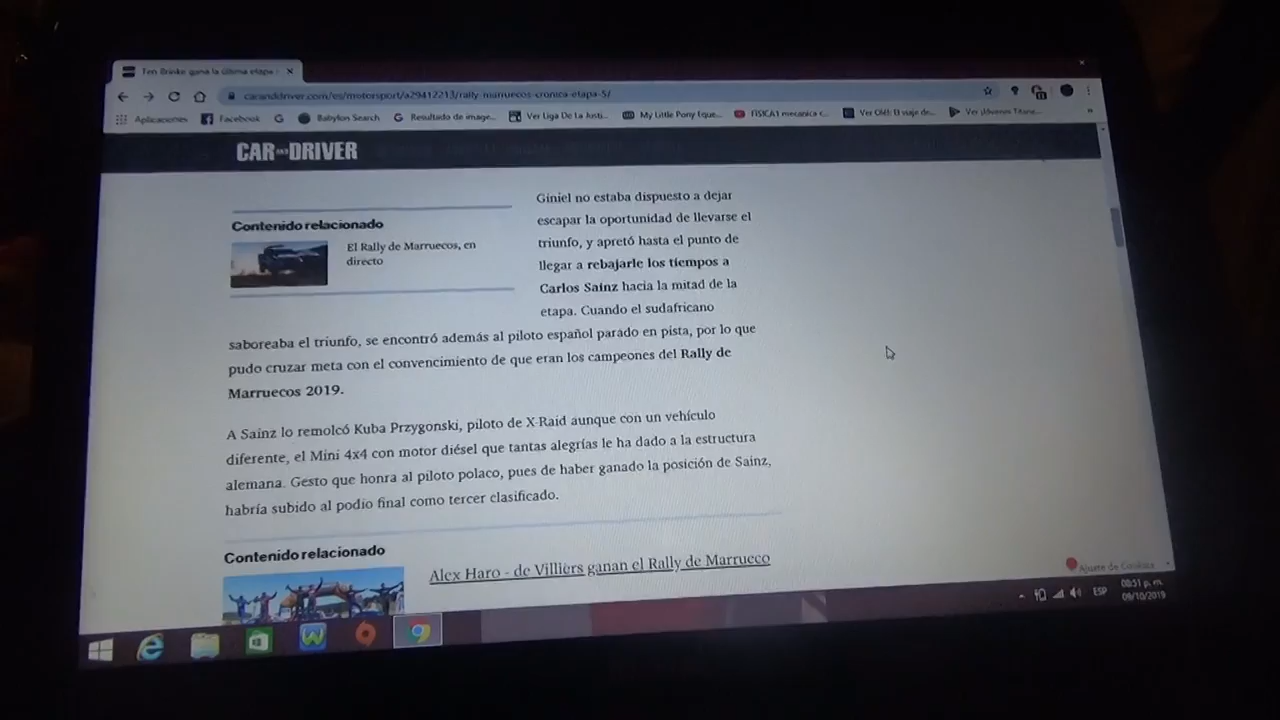 Ten Brinke gana la última etapa
caranddriver.com/es/motorsport/a29412213/rally-marruecos-cronica-etapa-5/
Aplicaciones Facebook Babylon Search Resultado de image... Ver Liga De La Justi... My Little Pony Eque... FÍSICA1 mecanica c... Ver Olé! El viaje de... Ver ¡Jóvenes Titane...
CAR AND DRIVER
Contenido relacionado
El Rally de Marruecos, en
directo
Giniel no estaba dispuesto a dejar
escapar la oportunidad de llevarse el
triunfo, y apretó hasta el punto de
llegar a rebajarle los tiempos a
Carlos Sainz hacia la mitad de la
etapa. Cuando el sudafricano
saboreaba el triunfo, se encontró además al piloto español parado en pista, por lo que
pudo cruzar meta con el convencimiento de que eran los campeones del Rally de
Marruecos 2019.
A Sainz lo remolcó Kuba Przygonski, piloto de X-Raid aunque con un vehículo
diferente, el Mini 4x4 con motor diésel que tantas alegrías le ha dado a la estructura
alemana. Gesto que honra al piloto polaco, pues de haber ganado la posición de Sainz,
habría subido al podio final como tercer clasificado.
Contenido relacionado
Alex Haro - de Villiers ganan el Rally de Marrueco
Ajuste de Cookies
ESP
08:51 p. m.
09/10/2019